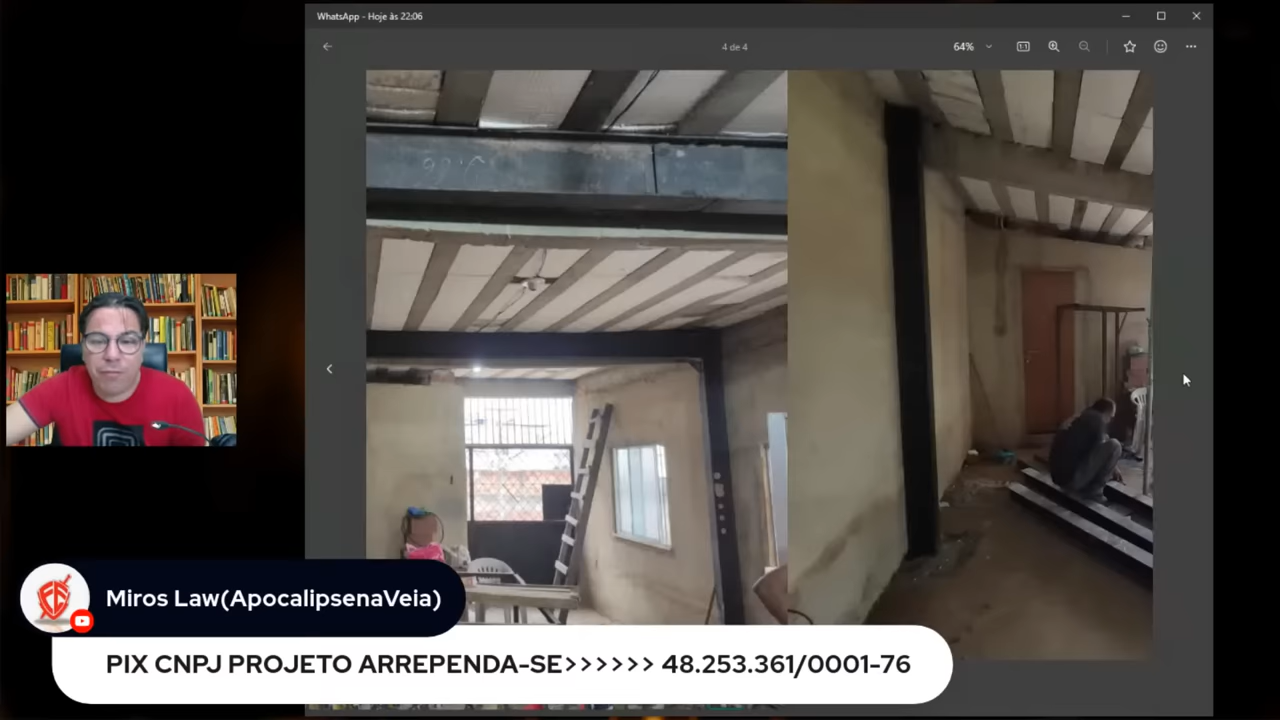 WhatsApp - Hoje às 22:06
4 de 4
64%
Miros Law(ApocalipsenaVeia)
PIX CNPJ PROJETO ARREPENDA-SE>>>>>> 48.253.361/0001-76